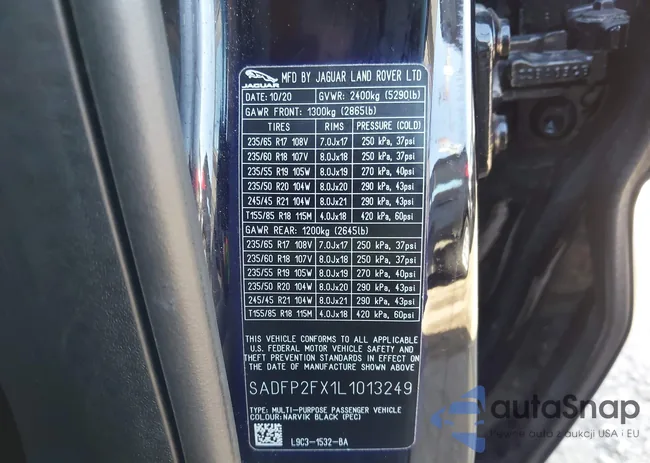 JAGUAR
MFD BY JAGUAR LAND ROVER LTD
DATE: 10/20 GVWR: 2400kg (5290lb)
GAWR FRONT: 1300kg (2865lb)
TIRES RIMS PRESSURE (COLD)
235/65 R17 108V 7.0Jx17 250 kPa, 37psi
235/60 R18 107V 8.0Jx18 250 kPa, 37psi
235/55 R19 105W 8.0Jx19 270 kPa, 40psi
235/50 R20 104W 8.0Jx20 290 kPa, 43psi
245/45 R21 104W 8.0Jx21 290 kPa, 43psi
T155/85 R18 115M 4.0Jx18 420 kPa, 60psi
GAWR REAR: 1200kg (2645lb)
235/65 R17 108V 7.0Jx17 250 kPa, 37psi
235/60 R18 107V 8.0Jx18 250 kPa, 37psi
235/55 R19 105W 8.0Jx19 270 kPa, 40psi
235/50 R20 104W 8.0Jx20 290 kPa, 43psi
245/45 R21 104W 8.0Jx21 290 kPa, 43psi
T155/85 R18 115M 4.0Jx18 420 kPa, 60psi
THIS VEHICLE CONFORMS TO ALL APPLICABLE
U.S. FEDERAL MOTOR VEHICLE SAFETY AND
THEFT PREVENTION STANDARDS IN EFFECT ON
THE DATE OF MANUFACTURE SHOWN ABOVE.
SADFP2FX1L1013249
TYPE: MULTI-PURPOSE PASSENGER VEHICLE
COLOUR: NARVIK BLACK (PEC)
L9C3-1532-BA
autoSnap
Pewne auto z aukcji USA i EU